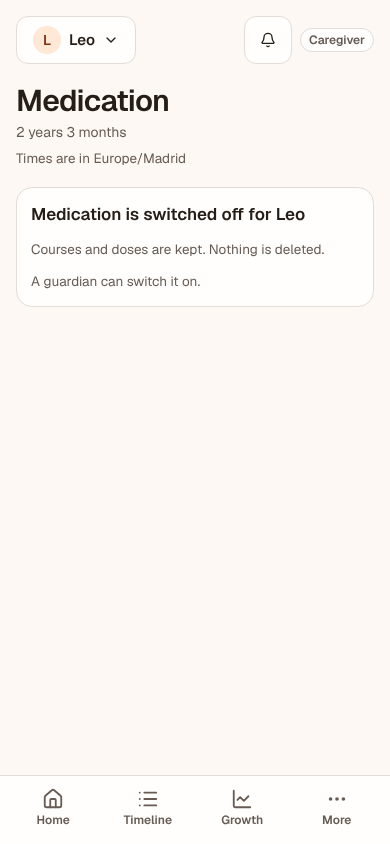 L Leo
Caregiver
Medication
2 years 3 months
Times are in Europe/Madrid
Medication is switched off for Leo
Courses and doses are kept. Nothing is deleted.
A guardian can switch it on.
Home Timeline Growth More